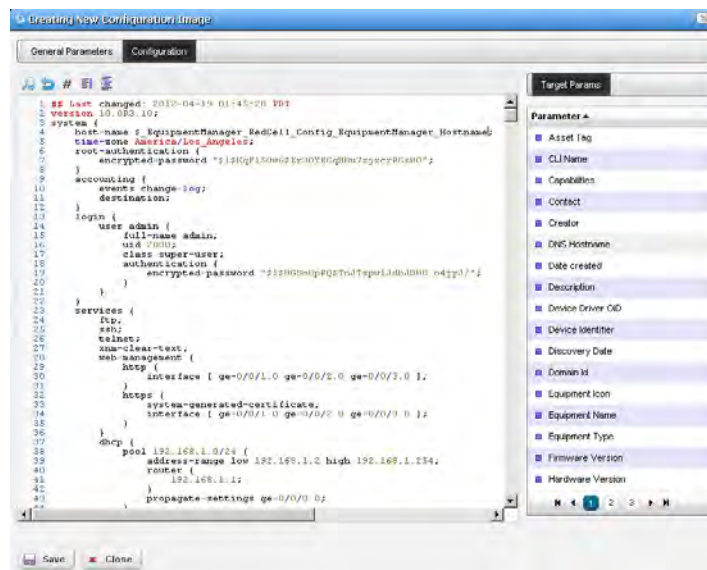 Creating New Configuration Image
General Parameters Configuration
#
1 ## Last changed: 2012-04-19 01:45:20 PDT
2 version 10.0R3.10;
3 system {
4 host-name $_EquipmentManager_RedCell_Config_EquipmentManager_Hostname;
5 time-zone America/Los_Angeles;
6 root-authentication {
7 encrypted-password
8 }
9 accounting {
10 events change-log;
11 destination;
12 }
13 login {
14 user admin {
15 full-name admin;
16 uid 2000;
17 class super-user;
18 authentication {
19 encrypted-password
20 }
21 }
22 }
23 services {
24 ftp;
25 ssh;
26 telnet;
27 xnm-clear-text;
28 web-management {
29 http {
30 interface [ ge-0/0/1.0 ge-0/0/2.0 ge-0/0/3.0 ];
31 }
32 https {
33 system-generated-certificate;
34 interface [ ge-0/0/1.0 ge-0/0/2.0 ge-0/0/3.0 ];
35 }
36 }
37 dhcp {
38 pool 192.168.1.0/24 {
39 address-range low 192.168.1.2 high 192.168.1.254;
40 router {
41 192.168.1.1;
42 }
43 propagate-settings ge-0/0/0.0;
Target Params
Parameter
Asset Tag
CLI Name
Capabilities
Contact
Creator
DNS Hostname
Date created
Description
Device Driver OID
Device Identifier
Discovery Date
Domain Id
Equipment Icon
Equipment Name
Equipment Type
Firmware Version
Hardware Version
1 2 3
Save Close